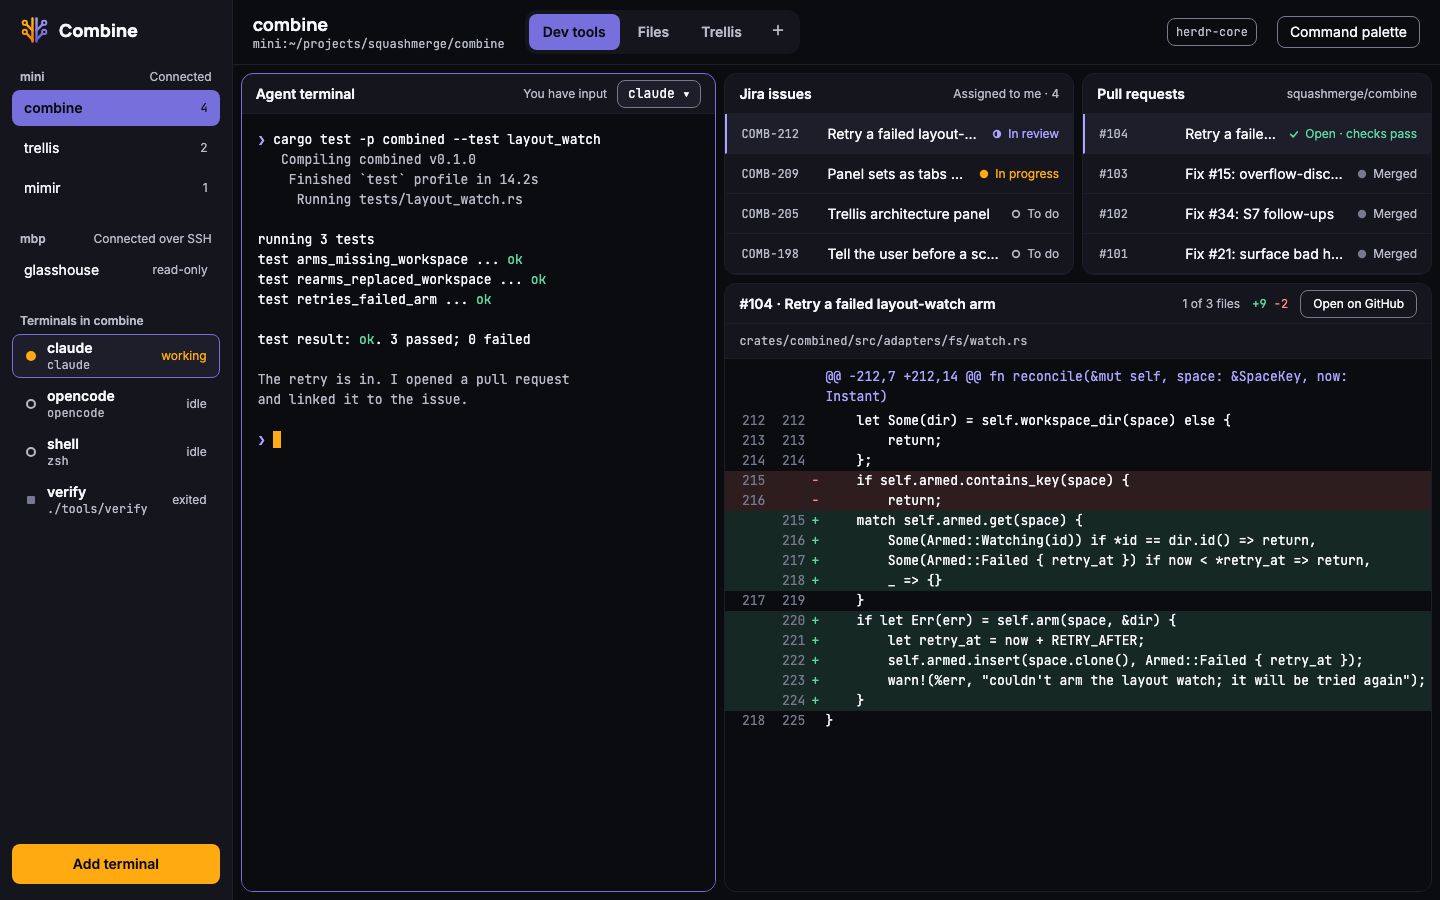 Combine
mini Connected
combine 4
trellis 2
mimir 1
mbp Connected over SSH
glasshouse read-only
Terminals in combine
claude
claude
working
opencode
opencode
idle
shell
zsh
idle
verify
./tools/verify
exited
Add terminal
combine
mini:~/projects/squashmerge/combine
Dev tools Files Trellis +
herdr-core Command palette
Agent terminal You have input claude ▾
❯ cargo test -p combined --test layout_watch
Compiling combined v0.1.0
Finished `test` profile in 14.2s
Running tests/layout_watch.rs
running 3 tests
test arms_missing_workspace ... ok
test rearms_replaced_workspace ... ok
test retries_failed_arm ... ok
test result: ok. 3 passed; 0 failed
The retry is in. I opened a pull request
and linked it to the issue.
❯
Jira issues Assigned to me · 4
COMB-212 Retry a failed layout-... In review
COMB-209 Panel sets as tabs ... In progress
COMB-205 Trellis architecture panel To do
COMB-198 Tell the user before a sc... To do
Pull requests squashmerge/combine
#104 Retry a faile... ✓ Open · checks pass
#103 Fix #15: overflow-disc... Merged
#102 Fix #34: S7 follow-ups Merged
#101 Fix #21: surface bad h... Merged
#104 · Retry a failed layout-watch arm 1 of 3 files +9 -2 Open on GitHub
crates/combined/src/adapters/fs/watch.rs
@@ -212,7 +212,14 @@ fn reconcile(&mut self, space: &SpaceKey, now:
Instant)
212 212 let Some(dir) = self.workspace_dir(space) else {
213 213 return;
214 214 };
215 - if self.armed.contains_key(space) {
216 - return;
215 + match self.armed.get(space) {
216 + Some(Armed::Watching(id)) if *id == dir.id() => return,
217 + Some(Armed::Failed { retry_at }) if now < *retry_at => return,
218 + _ => {}
217 219 }
220 + if let Err(err) = self.arm(space, &dir) {
221 + let retry_at = now + RETRY_AFTER;
222 + self.armed.insert(space.clone(), Armed::Failed { retry_at });
223 + warn!(%err, "couldn't arm the layout watch; it will be tried again");
224 + }
218 225 }